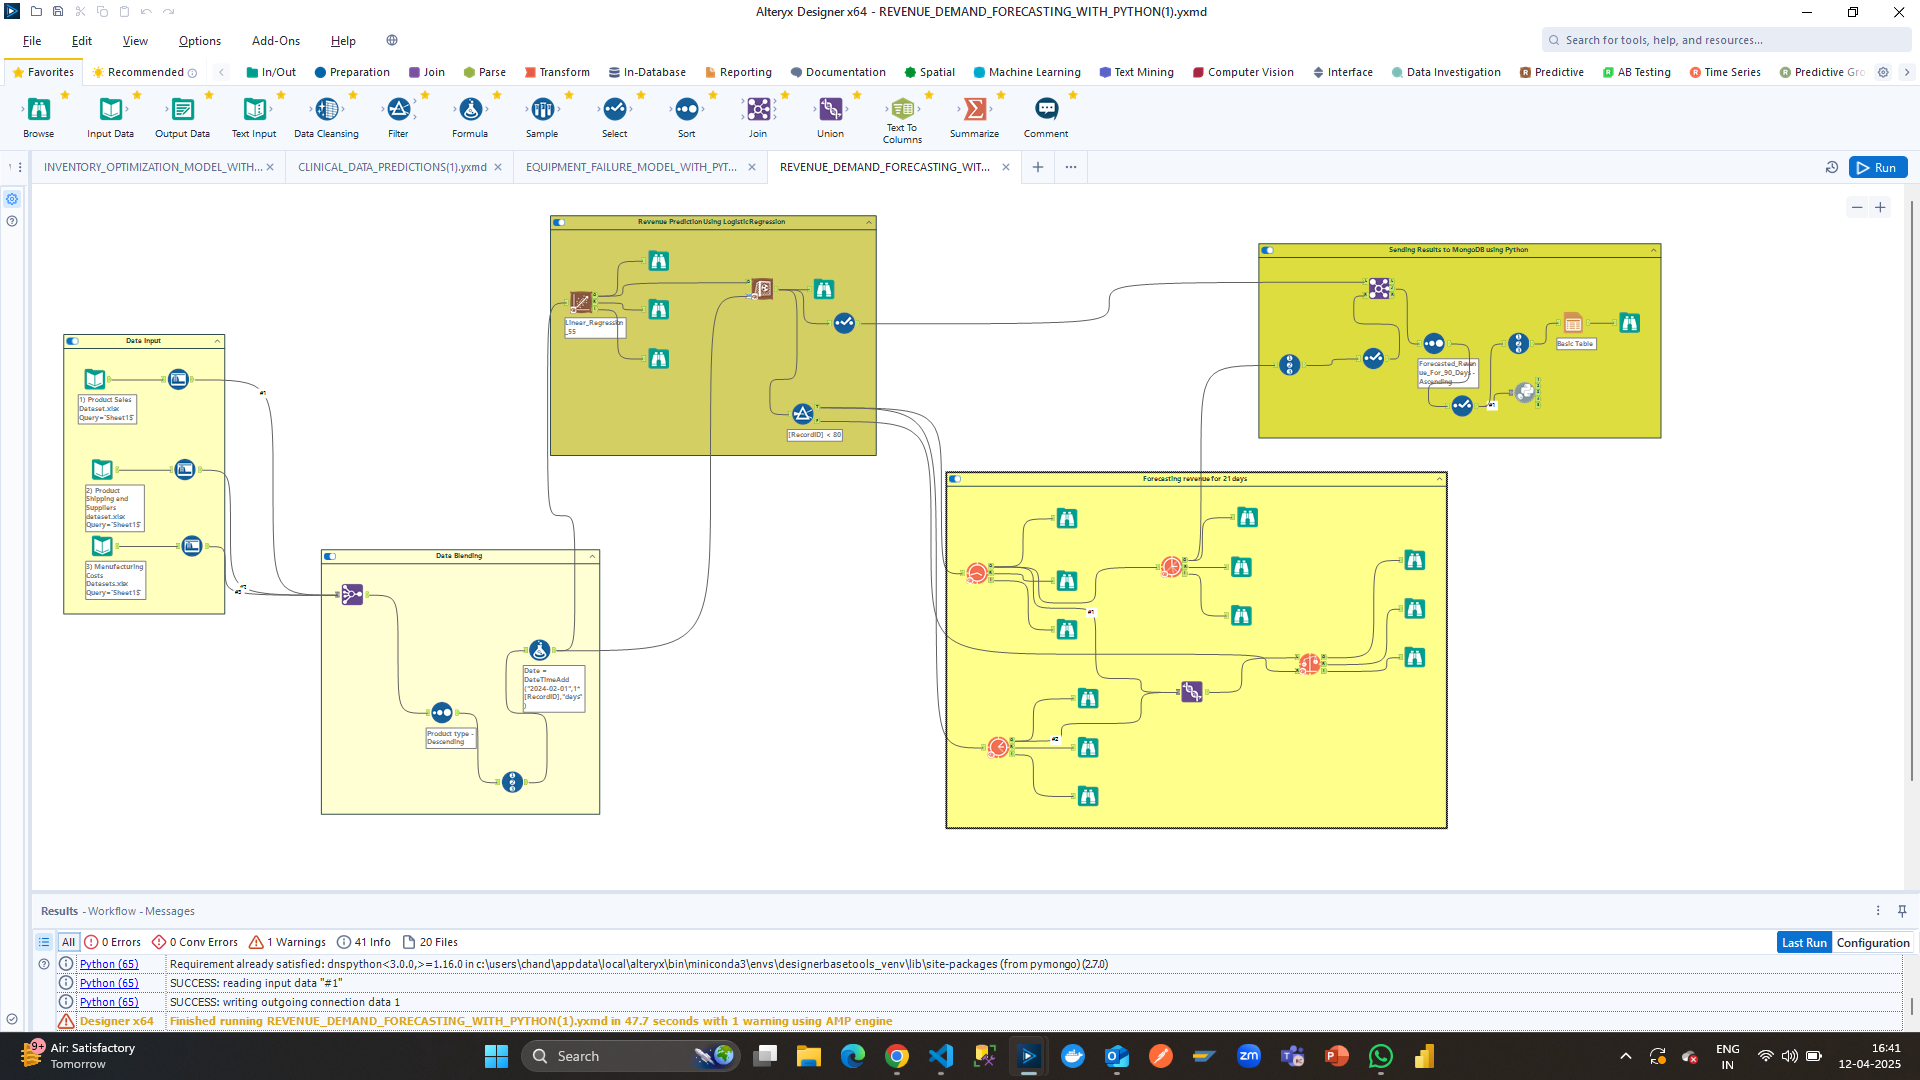 Alteryx Designer x64 - REVENUE_DEMAND_FORECASTING_WITH_PYTHON(1).yxmd
File Edit View Options Add-Ons Help
Search for tools, help, and resources...
Favorites Recommended In/Out Preparation Join Parse Transform In-Database Reporting Documentation Spatial Machine Learning Text Mining Computer Vision Interface Data Investigation Predictive AB Testing Time Series Predictive Gro
Browse Input Data Output Data Text Input Data Cleansing Filter Formula Sample Select Sort Join Union Text To Columns Summarize Comment
INVENTORY_OPTIMIZATION_MODEL_WITH... CLINICAL_DATA_PREDICTIONS(1).yxmd EQUIPMENT_FAILURE_MODEL_WITH_PYT... REVENUE_DEMAND_FORECASTING_WIT...
Run
Revenue Prediction Using LogisticRegression
Linear_Regression
_55
[RecordID] < 80
Sending Results to MongoDB using Python
Forecasted_Reven
ue_For_90_Days -
Ascending
#1
Basic Table
Data Input
1) Product Sales
Dataset.xlsx
Query=`Sheet1$`
2) Product
Shipping and
Suppliers
dataset.xlsx
Query=`Sheet1$`
3) Manufacturing
Costs
Datasets.xlsx
Query=`Sheet1$`
#1
Data Blending
Date =
DateTimeAdd
("2024-02-01",1*
[RecordID],"days"
)
Product type -
Descending
Forecasting revenue for 21 days
#1
#2
Results - Workflow - Messages
All 0 Errors 0 Conv Errors 1 Warnings 41 Info 20 Files
Last Run Configuration
Python (65) Requirement already satisfied: dnspython<3.0.0,>=1.16.0 in c:\users\chand\appdata\local\alteryx\bin\miniconda3\envs\designerbasetools_venv\lib\site-packages (from pymongo) (2.7.0)
Python (65) SUCCESS: reading input data "#1"
Python (65) SUCCESS: writing outgoing connection data 1
Designer x64 Finished running REVENUE_DEMAND_FORECASTING_WITH_PYTHON(1).yxmd in 47.7 seconds with 1 warning using AMP engine
9+
Air: Satisfactory
Tomorrow
Search
zm
ENG
IN
16:41
12-04-2025